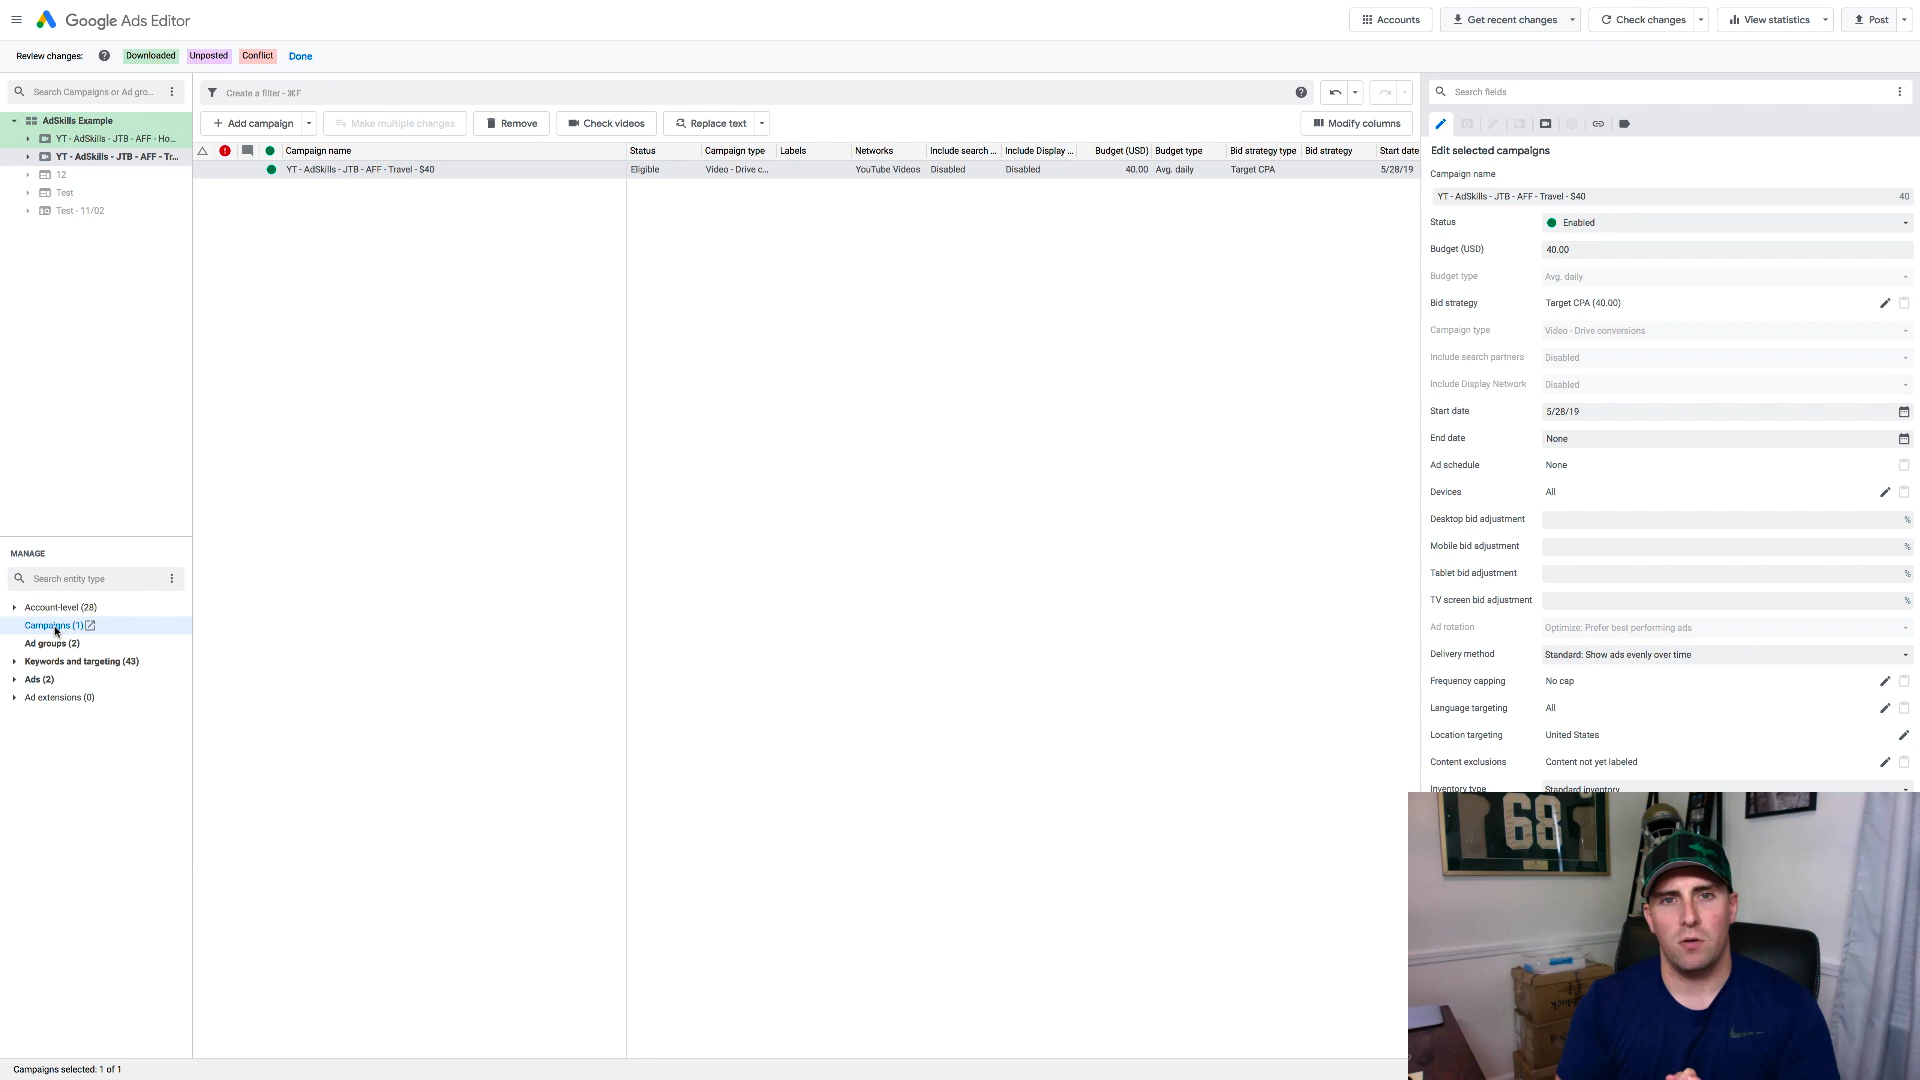 Google Ads Editor
Accounts
Get recent changes
Check changes
View statistics
Post
Review changes:
Downloaded
Unposted
Conflict
Done
Search Campaigns or Ad gro...
Create a filter - ⌘F
Search fields
AdSkills Example
YT - AdSkills - JTB - AFF - Ho...
YT - AdSkills - JTB - AFF - Tr...
12
Test
Test - 11/02
Add campaign
Make multiple changes
Remove
Check videos
Replace text
Modify columns
Campaign name Status Campaign type Labels Networks Include search ... Include Display ... Budget (USD) Budget type Bid strategy type Bid strategy Start date
YT - AdSkills - JTB - AFF - Travel - $40 Eligible Video - Drive c... YouTube Videos Disabled Disabled 40.00 Avg. daily Target CPA 5/28/19
Edit selected campaigns
Campaign name
YT - AdSkills - JTB - AFF - Travel - $40 40
Status Enabled
Budget (USD) 40.00
Budget type Avg. daily
Bid strategy Target CPA (40.00)
Campaign type Video - Drive conversions
Include search partners Disabled
Include Display Network Disabled
Start date 5/28/19
End date None
Ad schedule None
Devices All
Desktop bid adjustment %
Mobile bid adjustment %
Tablet bid adjustment %
TV screen bid adjustment %
Ad rotation Optimize: Prefer best performing ads
Delivery method Standard: Show ads evenly over time
Frequency capping No cap
Language targeting All
Location targeting United States
Content exclusions Content not yet labeled
Inventory type Standard inventory
MANAGE
Search entity type
Account-level (28)
Campaigns (1)
Ad groups (2)
Keywords and targeting (43)
Ads (2)
Ad extensions (0)
68
Campaigns selected: 1 of 1